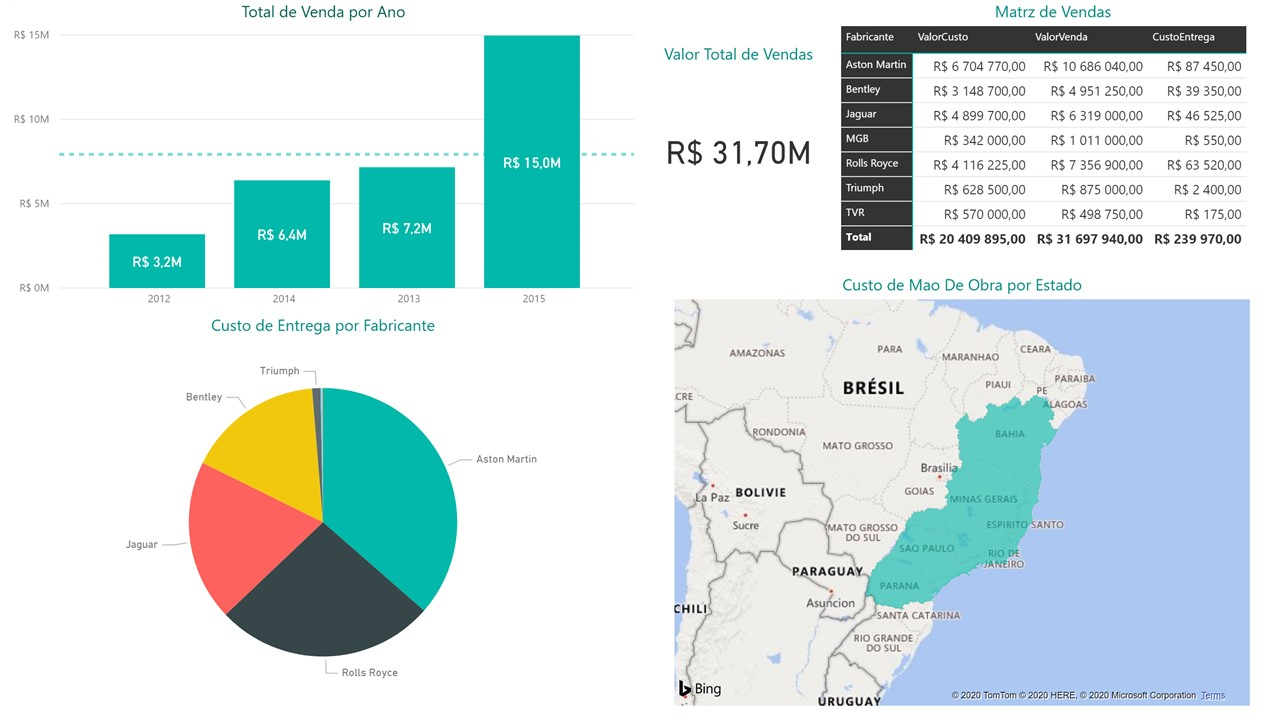 Total de Venda por Ano
R$ 15M
R$ 10M
R$ 5M
R$ 0M
R$ 3,2M
R$ 6,4M
R$ 7,2M
R$ 15,0M
2012 2014 2013 2015
Valor Total de Vendas
R$ 31,70M
Matrz de Vendas
Fabricante ValorCusto ValorVenda CustoEntrega
Aston Martin R$ 6 704 770,00 R$ 10 686 040,00 R$ 87 450,00
Bentley R$ 3 148 700,00 R$ 4 951 250,00 R$ 39 350,00
Jaguar R$ 4 899 700,00 R$ 6 319 000,00 R$ 46 525,00
MGB R$ 342 000,00 R$ 1 011 000,00 R$ 550,00
Rolls Royce R$ 4 116 225,00 R$ 7 356 900,00 R$ 63 520,00
Triumph R$ 628 500,00 R$ 875 000,00 R$ 2 400,00
TVR R$ 570 000,00 R$ 498 750,00 R$ 175,00
Total R$ 20 409 895,00 R$ 31 697 940,00 R$ 239 970,00
Custo de Entrega por Fabricante
Triumph
Bentley
Aston Martin
Jaguar
Rolls Royce
Custo de Mao De Obra por Estado
AMAZONAS
PARA
MARANHAO
CEARA
PARAIBA
PIAUI
PE
ALAGOAS
BRÉSIL
CRE
RONDONIA
MATO GROSSO
BAHIA
Brasilia
GOIAS
MINAS GERAIS
La Paz
BOLIVIE
Sucre
MATO GROSSO
DO SUL
ESPIRITO SANTO
SAO PAULO
RIO DE
JANEIRO
PARAGUAY
PARANA
Asuncion
CHILI
SANTA CATARINA
RIO GRANDE
DO SUL
URUGUAY
Bing
© 2020 TomTom © 2020 HERE, © 2020 Microsoft Corporation Terms